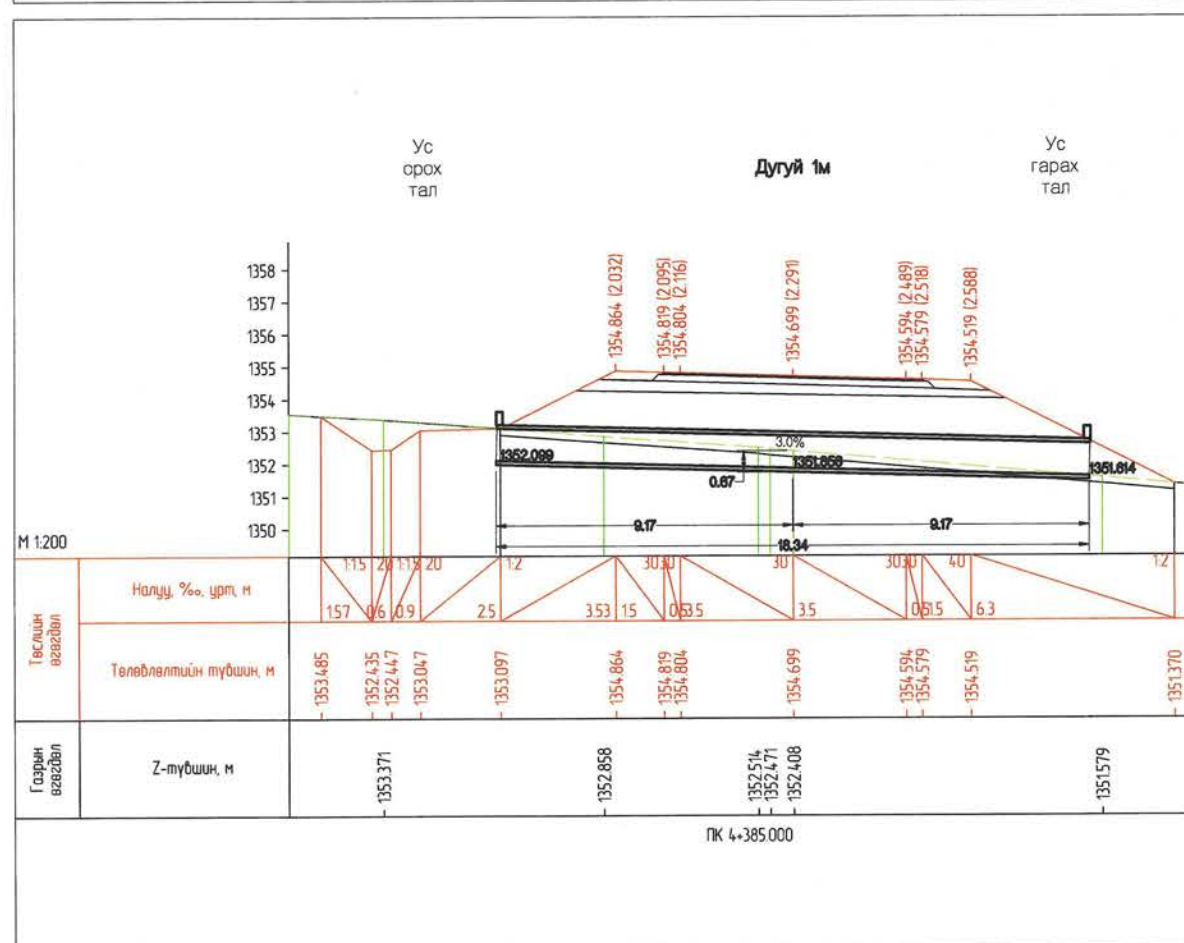 Ус
орох
тал
Дугуй 1м
Ус
гарах
тал
1354.864 (2.032)
1354.819 (2.095)
1354.804 (2.116)
1354.699 (2.291)
1354.594 (2.489)
1354.579 (2.518)
1354.519 (2.588)
1358
1357
1356
1355
1354
1353
1352
1351
1350
3.0%
1352.099
1351.856
1351.614
0.67
9.17
9.17
18.34
М 1:200
Төслийн өгөгдөл
Налуу, ‰, урт, м
1:1.5 20 1:1.5 20 1:2 30 30 30 30 30 40 1:2
1.57 0.6 0.9 2.5 3.53 1.5 0.5 3.5 3.5 0.5 1.5 6.3
Төлөвлөлтийн түвшин, м
1353.485 1352.435 1352.447 1353.047 1353.097 1354.864 1354.819 1354.804 1354.699 1354.594 1354.579 1354.519 1351.370
Газрын өгөгдөл
Z-түвшин, м
1353.371 1352.858 1352.514 1352.471 1352.408 1351.579
ПК 4+385.000